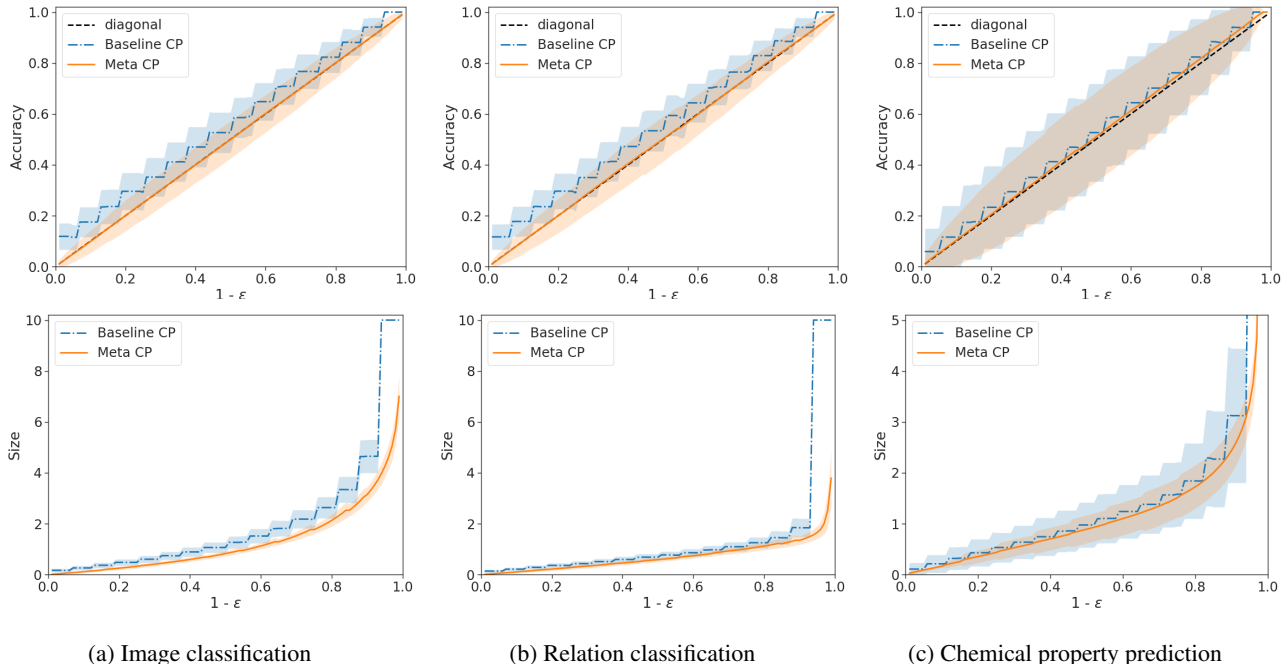 1.0
0.8
0.6
0.4
0.2
0.0
Accuracy
diagonal
Baseline CP
Meta CP
0.0 0.2 0.4 0.6 0.8 1.0
1 - ε
1.0
0.8
0.6
0.4
0.2
0.0
Accuracy
diagonal
Baseline CP
Meta CP
0.0 0.2 0.4 0.6 0.8 1.0
1 - ε
1.0
0.8
0.6
0.4
0.2
0.0
Accuracy
diagonal
Baseline CP
Meta CP
0.0 0.2 0.4 0.6 0.8 1.0
1 - ε
10
8
6
4
2
0
Size
Baseline CP
Meta CP
0.0 0.2 0.4 0.6 0.8 1.0
1 - ε
10
8
6
4
2
0
Size
Baseline CP
Meta CP
0.0 0.2 0.4 0.6 0.8 1.0
1 - ε
5
4
3
2
1
0
Size
Baseline CP
Meta CP
0.0 0.2 0.4 0.6 0.8 1.0
1 - ε
(a) Image classification
(b) Relation classification
(c) Chemical property prediction